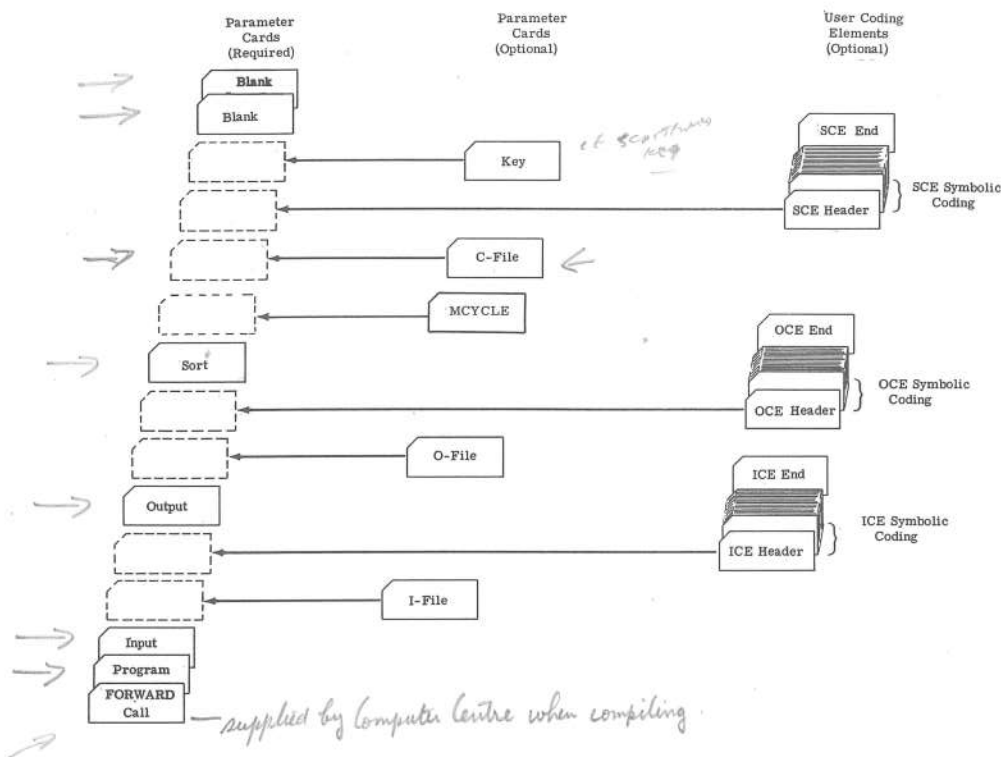 Parameter
Cards
(Required)
Parameter
Cards
(Optional)
User Coding
Elements
(Optional)
Blank
Blank
Key
SCE End
SCE Symbolic
Coding
SCE Header
C-File
MCYCLE
OCE End
Sort
OCE Symbolic
Coding
OCE Header
O-File
ICE End
Output
ICE Symbolic
Coding
ICE Header
I-File
Input
Program
FORWARD
Call
supplied by Computer Centre when compiling.